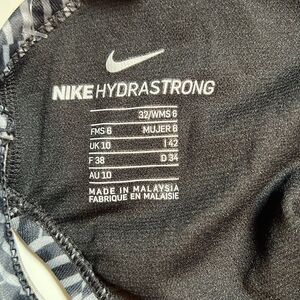 NIKE HYDRASTRONG
32/WMS 6
FMS 6 MUJER 6
UK 10 I 42
F 38 D 34
AU 10
MADE IN MALAYSIA
FABRIQUE EN MALAISIE